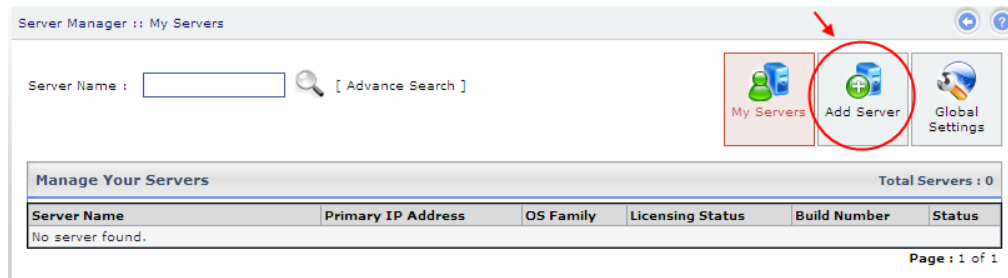 Server Manager :: My Servers
?
Server Name :
[ Advance Search ]
My Servers
Add Server
Global
Settings
Manage Your Servers
Total Servers : 0
Server Name Primary IP Address OS Family Licensing Status Build Number Status
No server found.
Page : 1 of 1